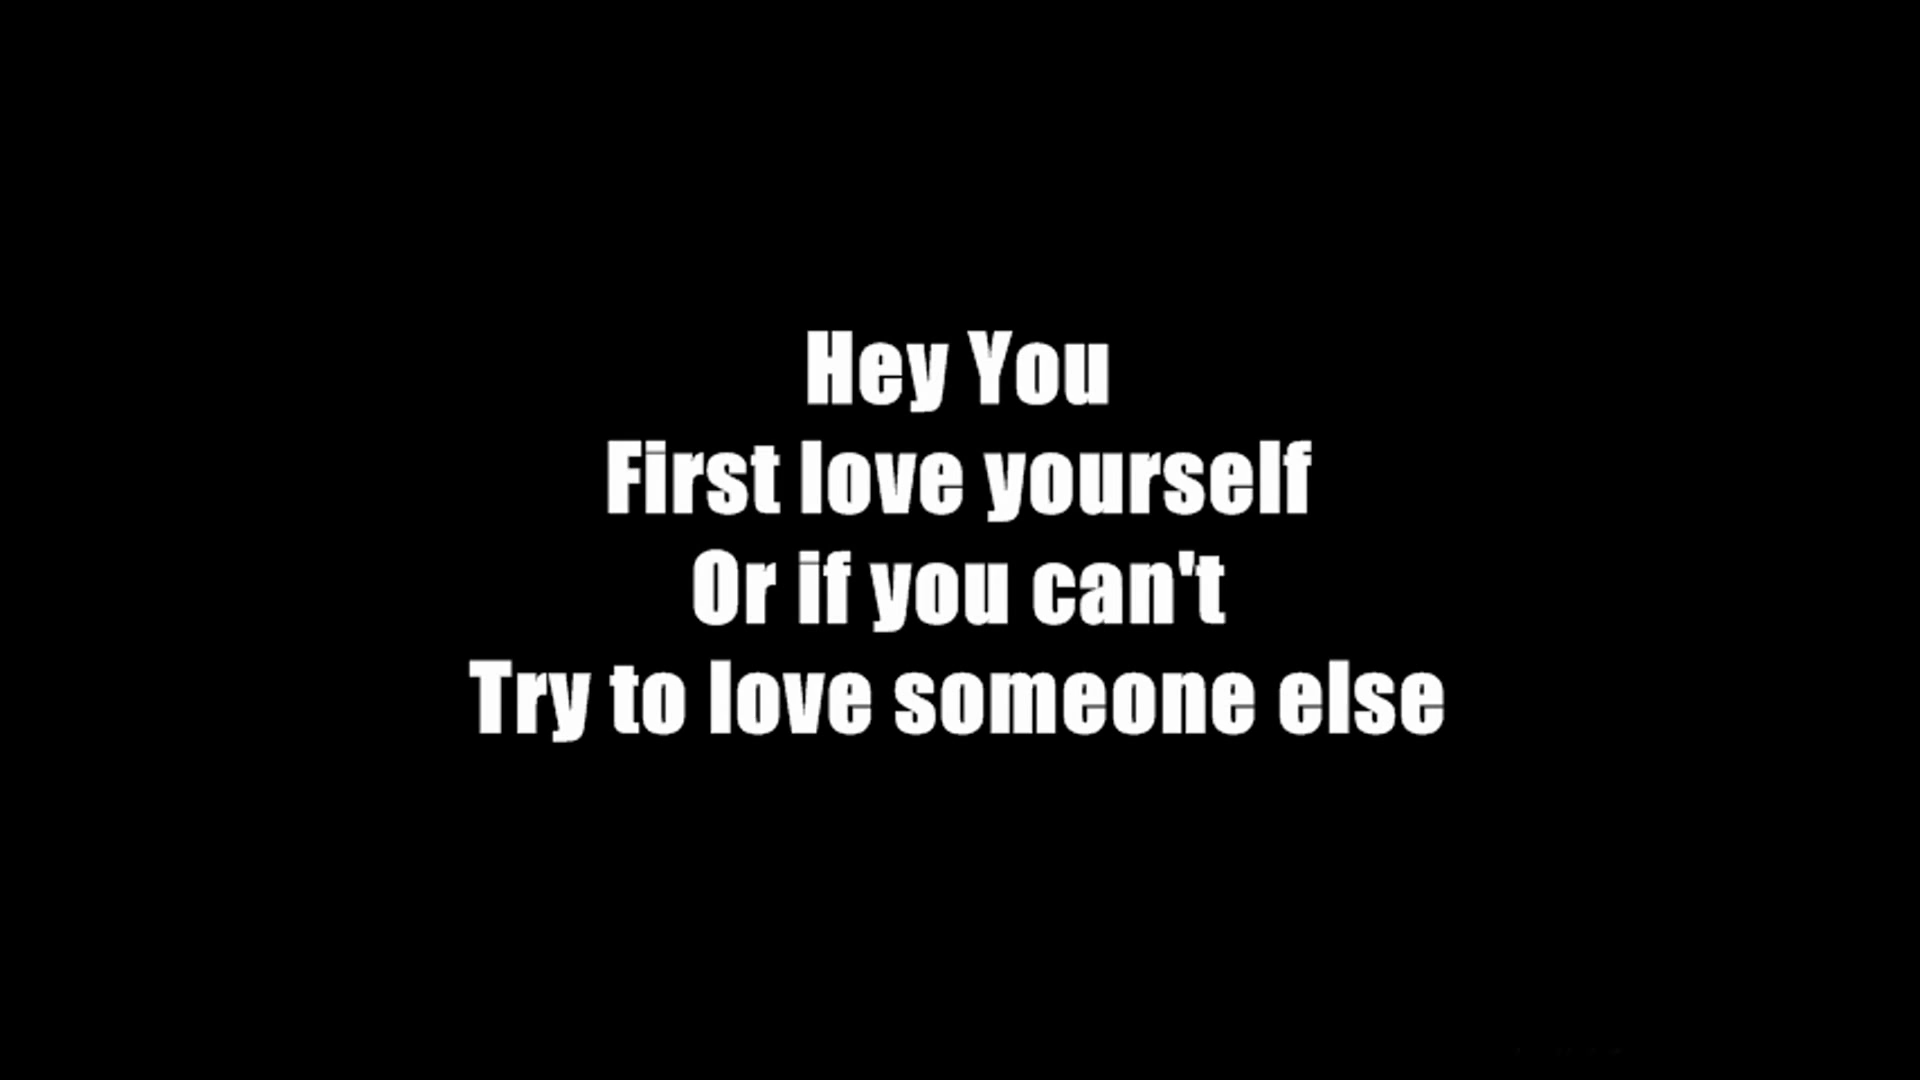 Hey You
First love yourself
Or if you can't
Try to love someone else